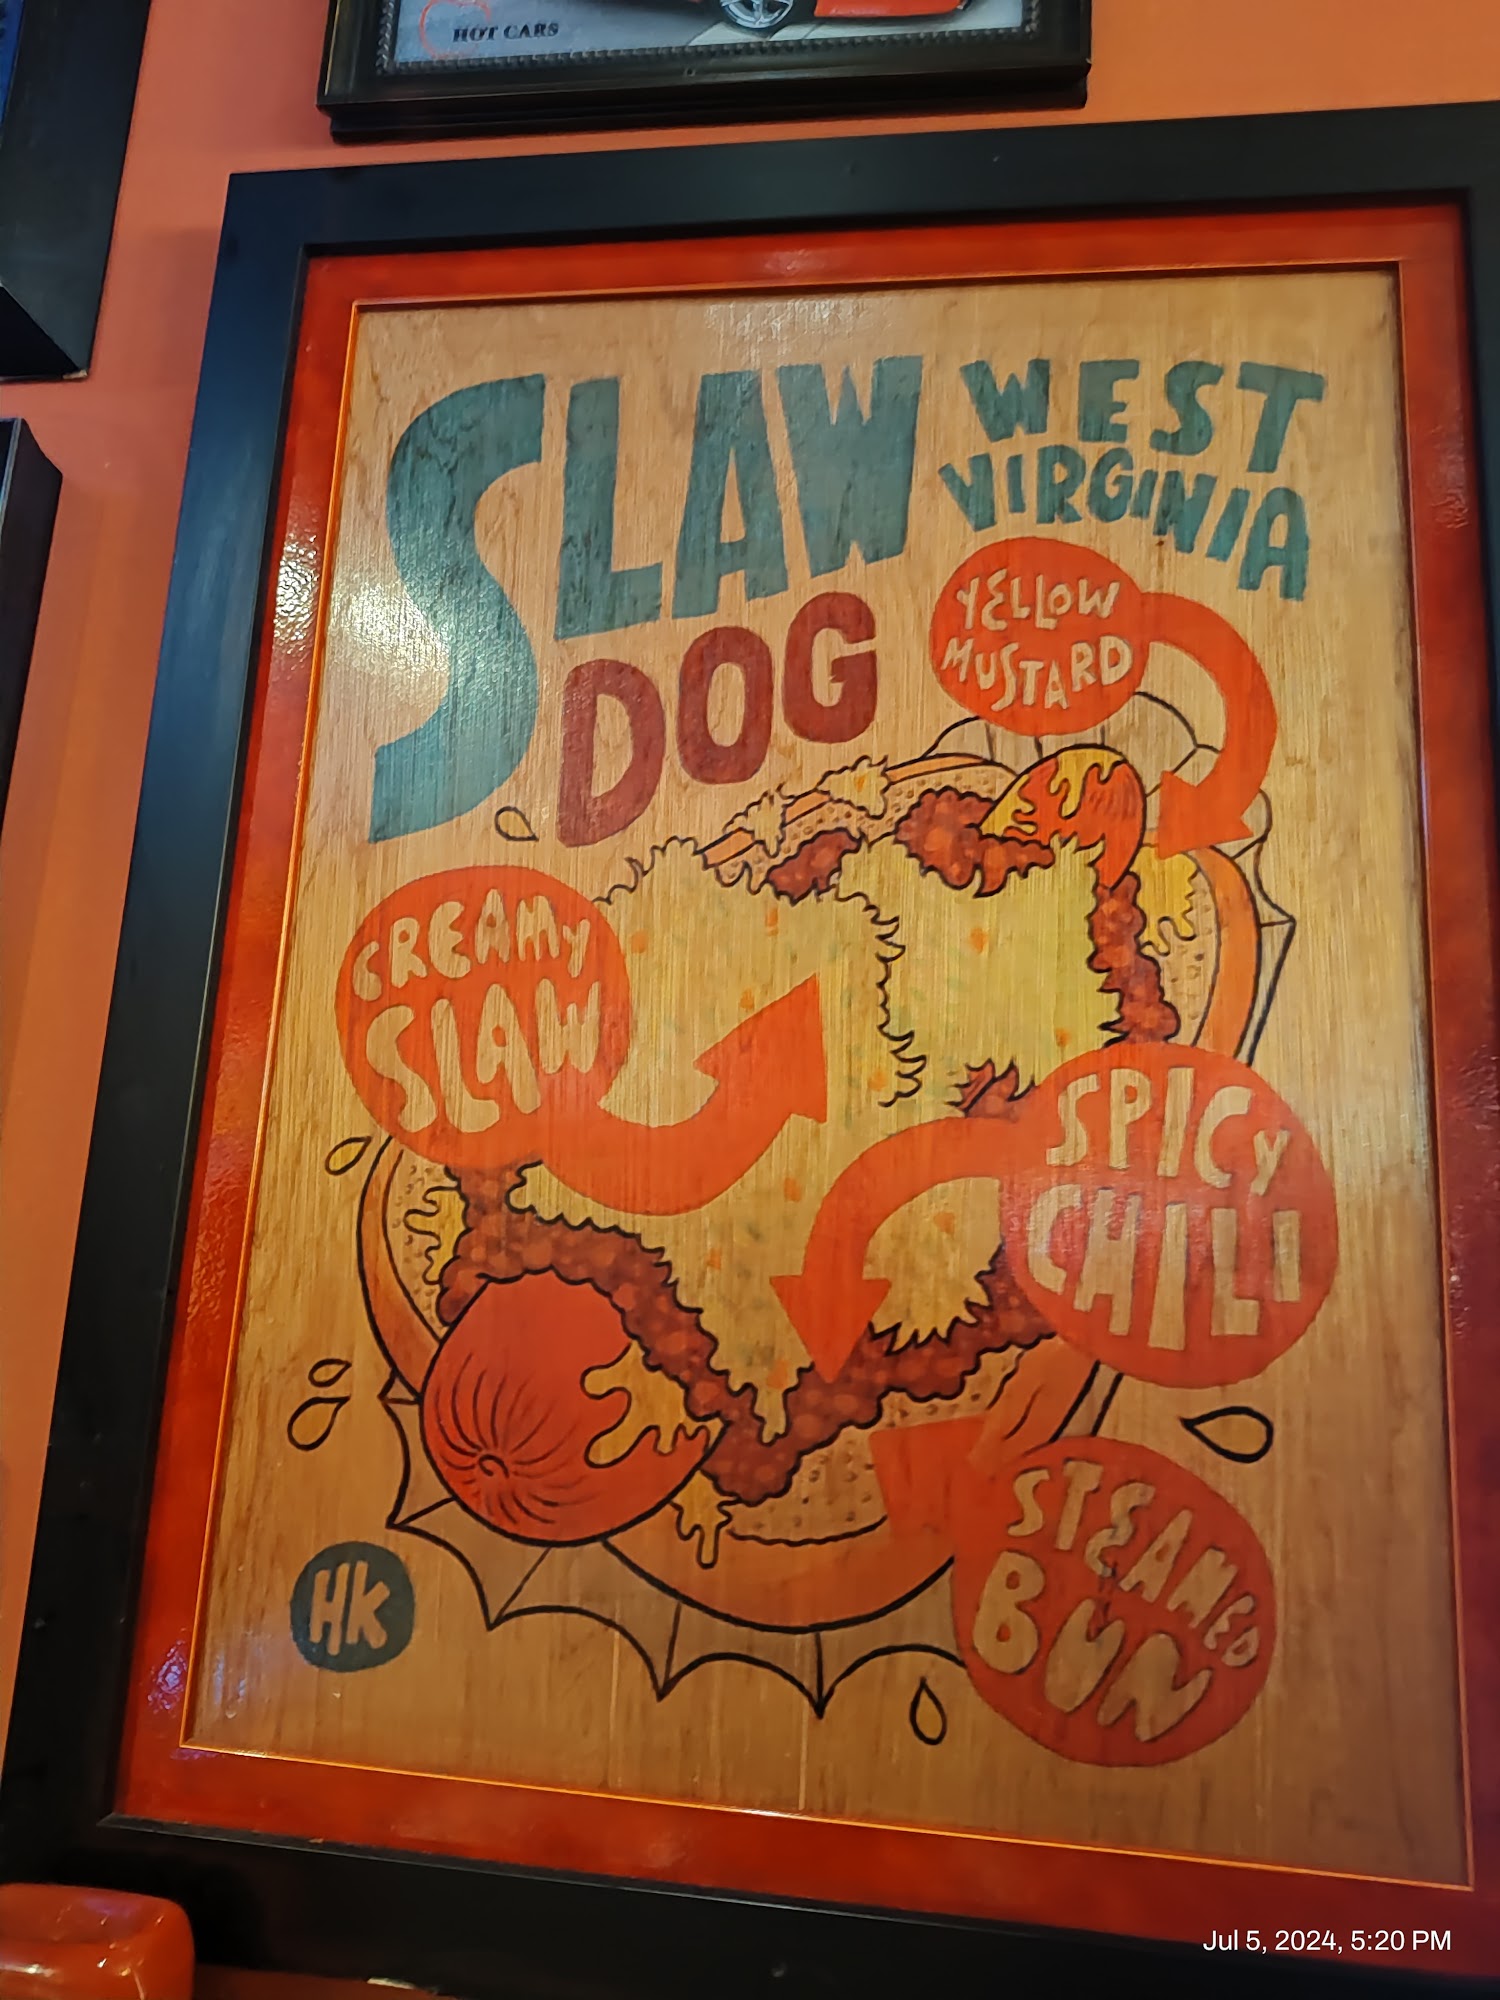 HOT CARS
SLAW
DOG
WEST
VIRGINIA
YELLOW
MUSTARD
CREAMY
SLAW
SPICY
CHILI
STEAMED
BUN
HK
Jul 5, 2024, 5:20 PM